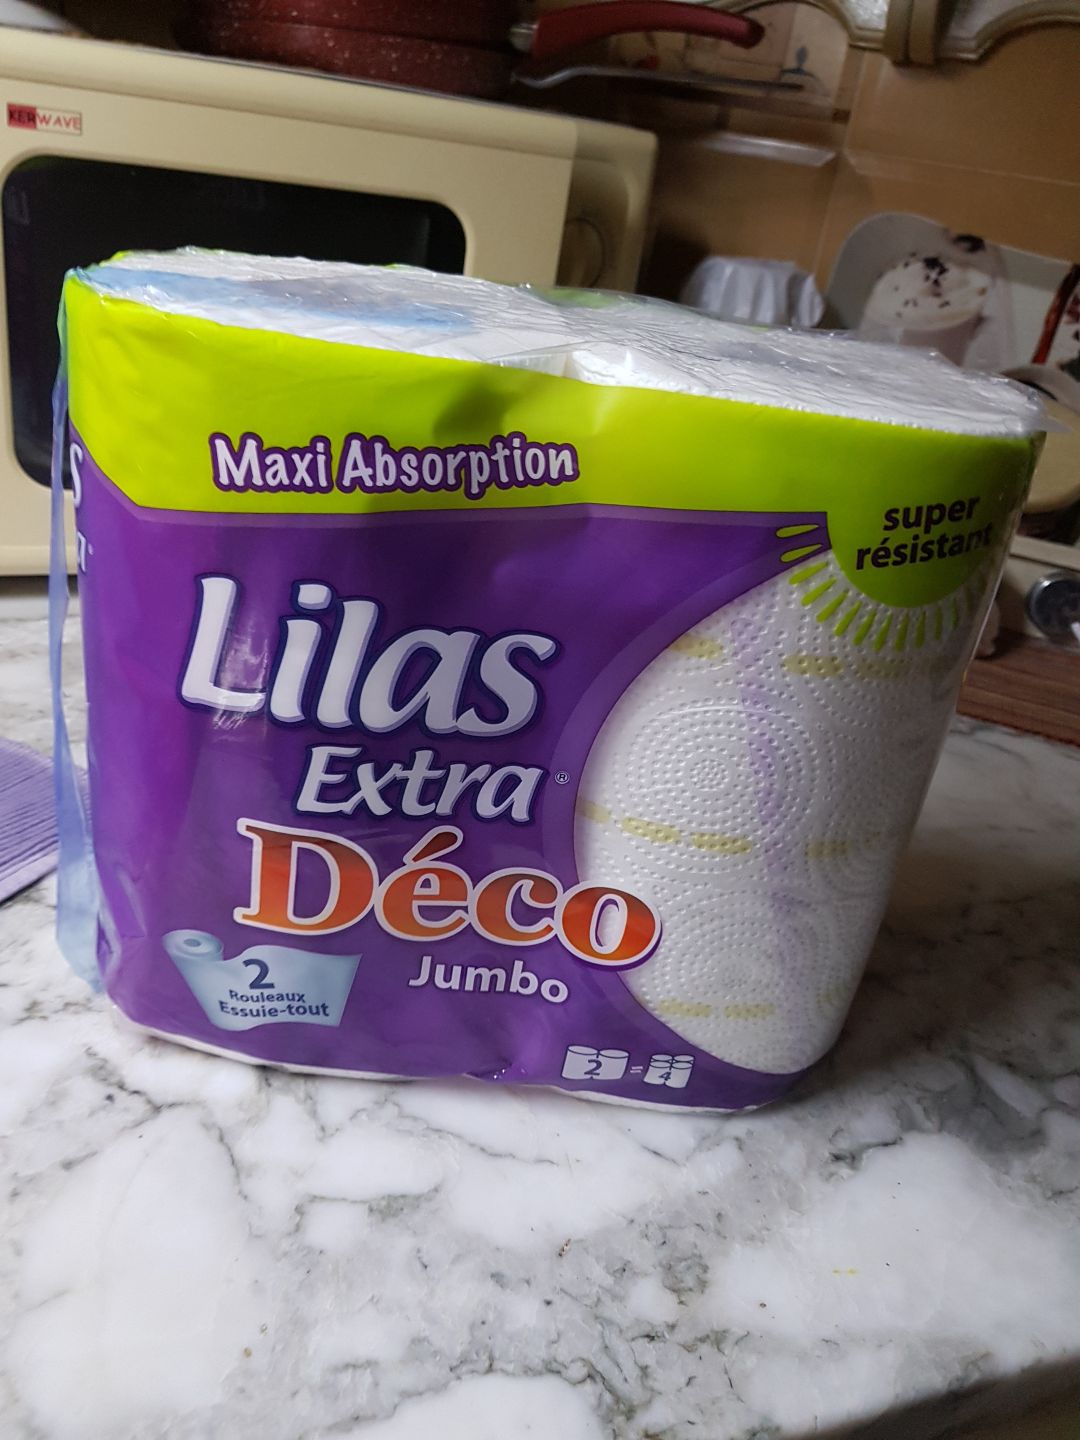 KERWAVE
Maxi Absorption
super
résistant
Lilas
Extra®
Déco
Jumbo
2
Rouleaux
Essuie-tout
2 = 4